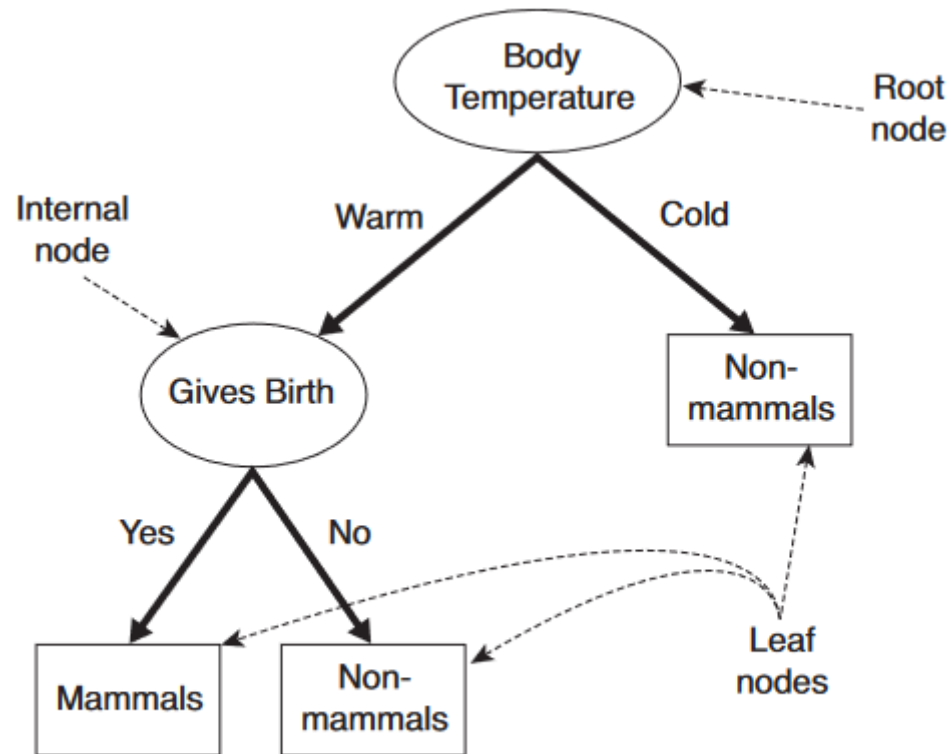 Body
Temperature
Root
node
Internal
node
Warm
Cold
Gives Birth
Non-
mammals
Yes
No
Mammals
Non-
mammals
Leaf
nodes